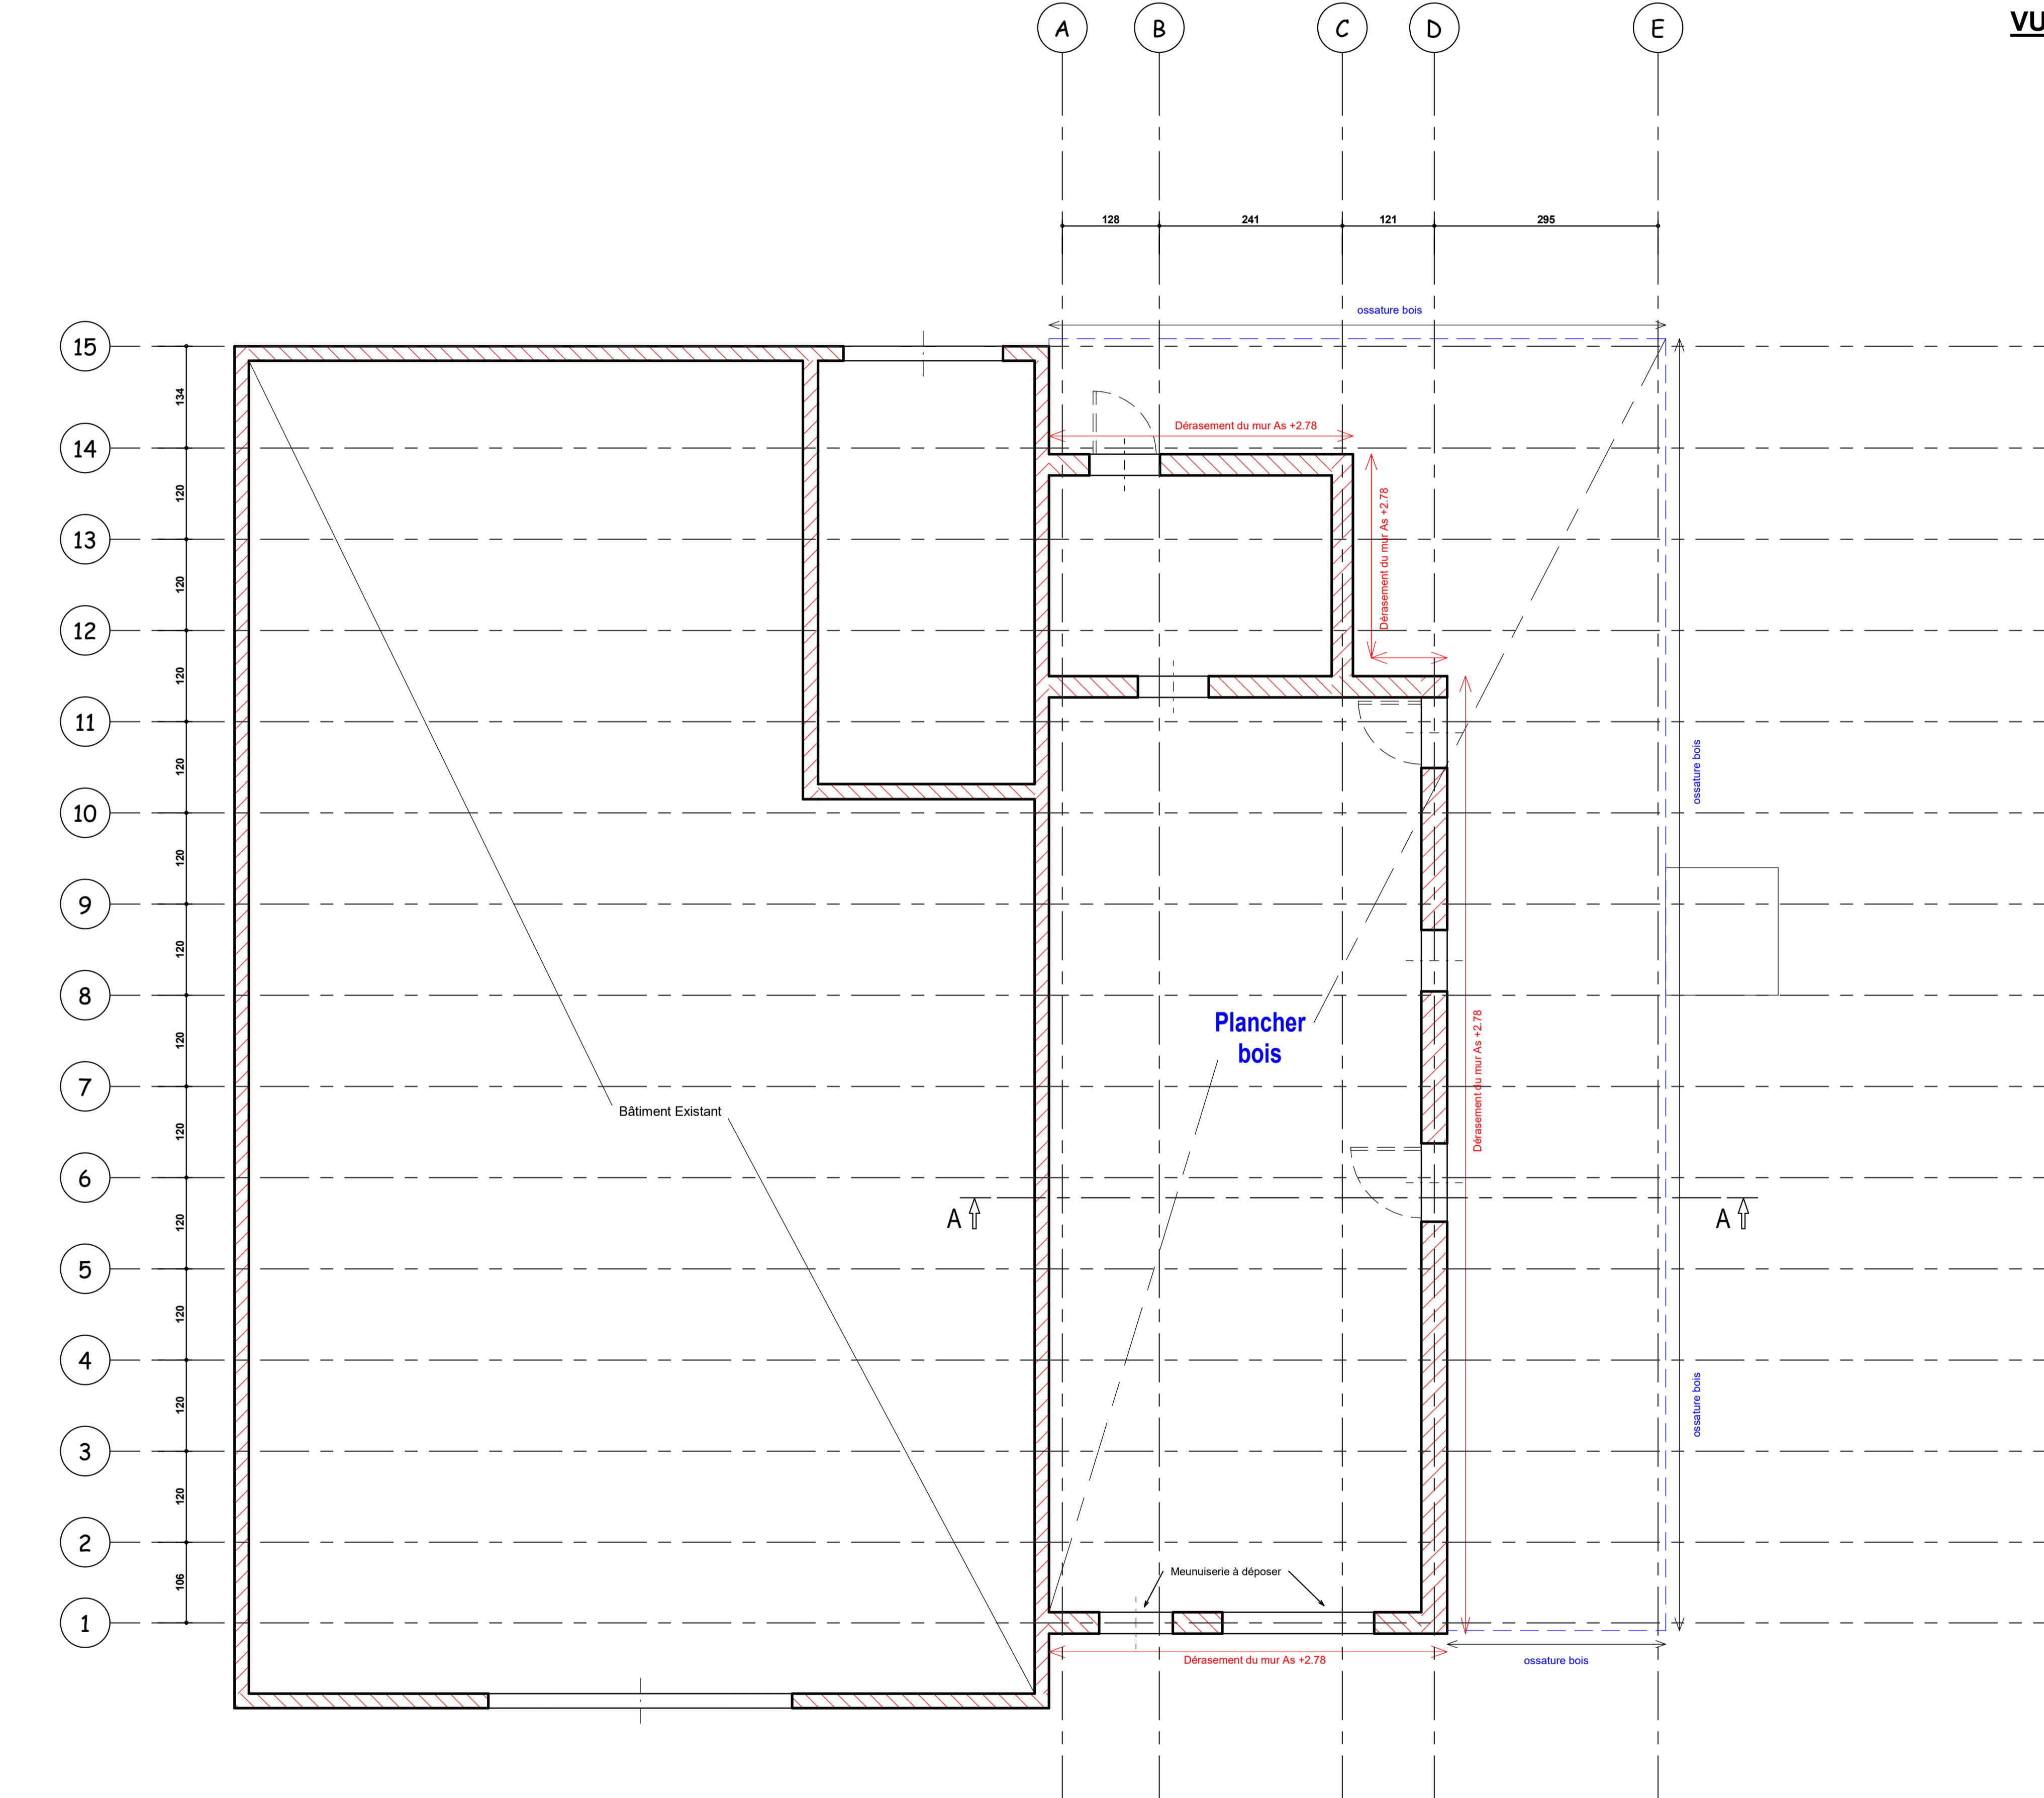 A B C D E
VU
128 241 121 295
ossature bois
15
134
14
Dérasement du mur As +2.78
120
13
Dérasement du mur As +2.78
120
12
120
11
120
ossature bois
10
120
9
120
8
Plancher
bois
120
7
Dérasement du mur As +2.78
Bâtiment Existant
120
6
A A
120
5
120
4
120
ossature bois
3
120
2
Meunuiserie à déposer
106
1
Dérasement du mur As +2.78
ossature bois